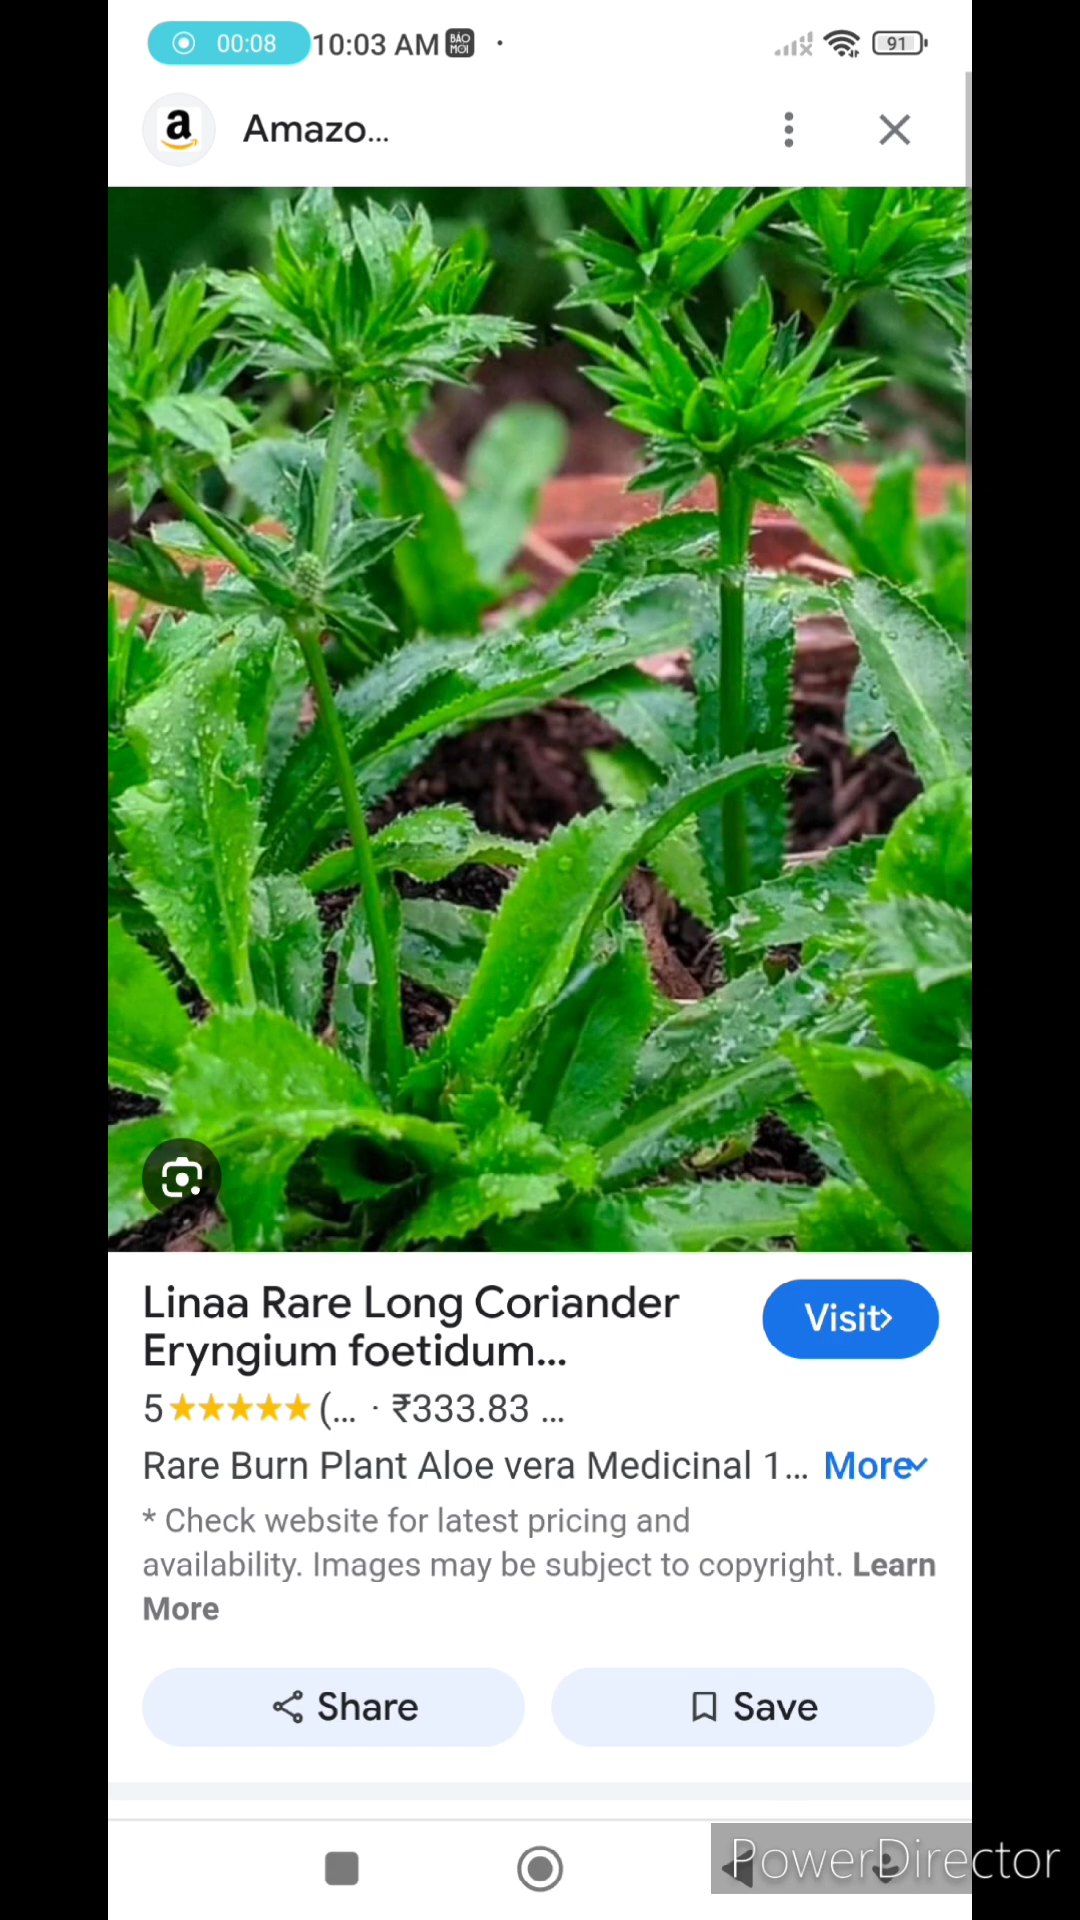 00:08 10:03 AM BÁO MỚI 91
a Amazo...
Linaa Rare Long Coriander
Eryngium foetidum...
Visit
5 (... · ₹333.83 ...
Rare Burn Plant Aloe vera Medicinal 1... More
* Check website for latest pricing and
availability. Images may be subject to copyright. Learn
More
Share
Save
PowerDirector